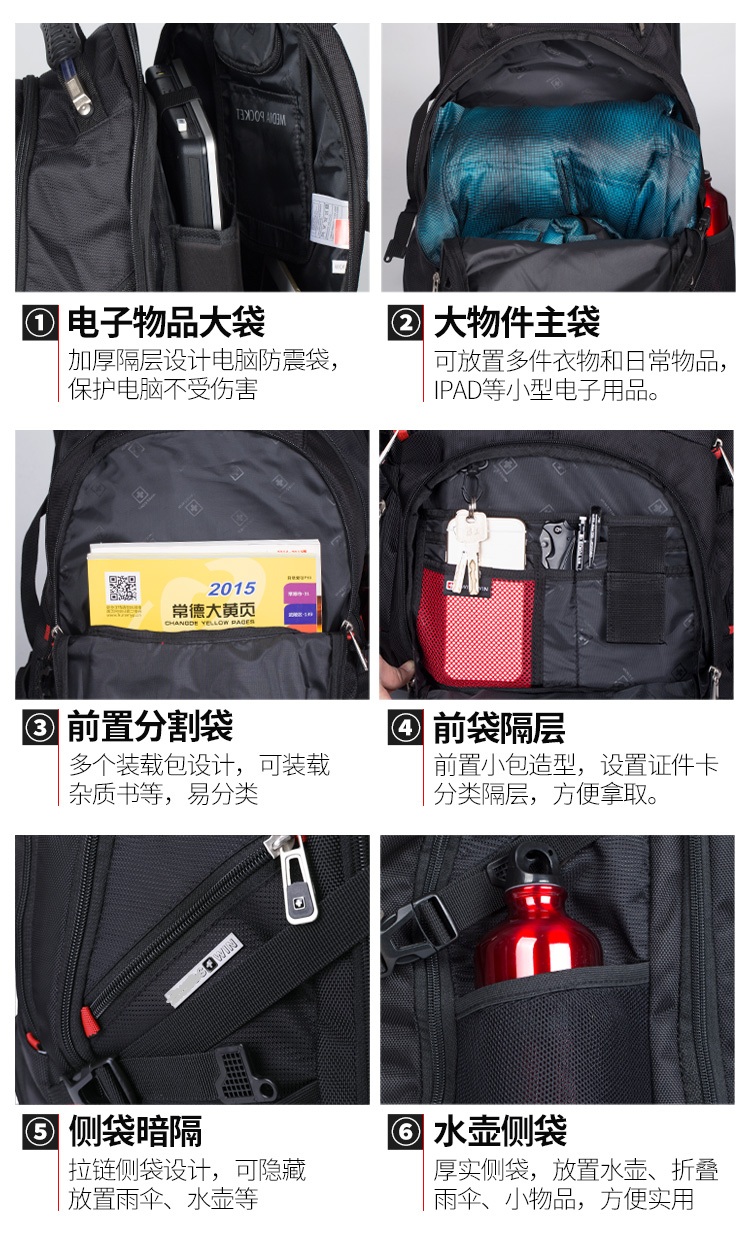 MEDIA POCKET
① 电子物品大袋
加厚隔层设计电脑防震袋，
保护电脑不受伤害
② 大物件主袋
可放置多件衣物和日常物品，
IPAD等小型电子用品。
2015
常德大黄页
CHANGDE YELLOW PAGES
③ 前置分割袋
多个装载包设计，可装载
杂质书等，易分类
WIN
④ 前袋隔层
前置小包造型，设置证件卡
分类隔层，方便拿取。
WIN
⑤ 侧袋暗隔
拉链侧袋设计，可隐藏
放置雨伞、水壶等
⑥ 水壶侧袋
厚实侧袋，放置水壶、折叠
雨伞、小物品，方便实用